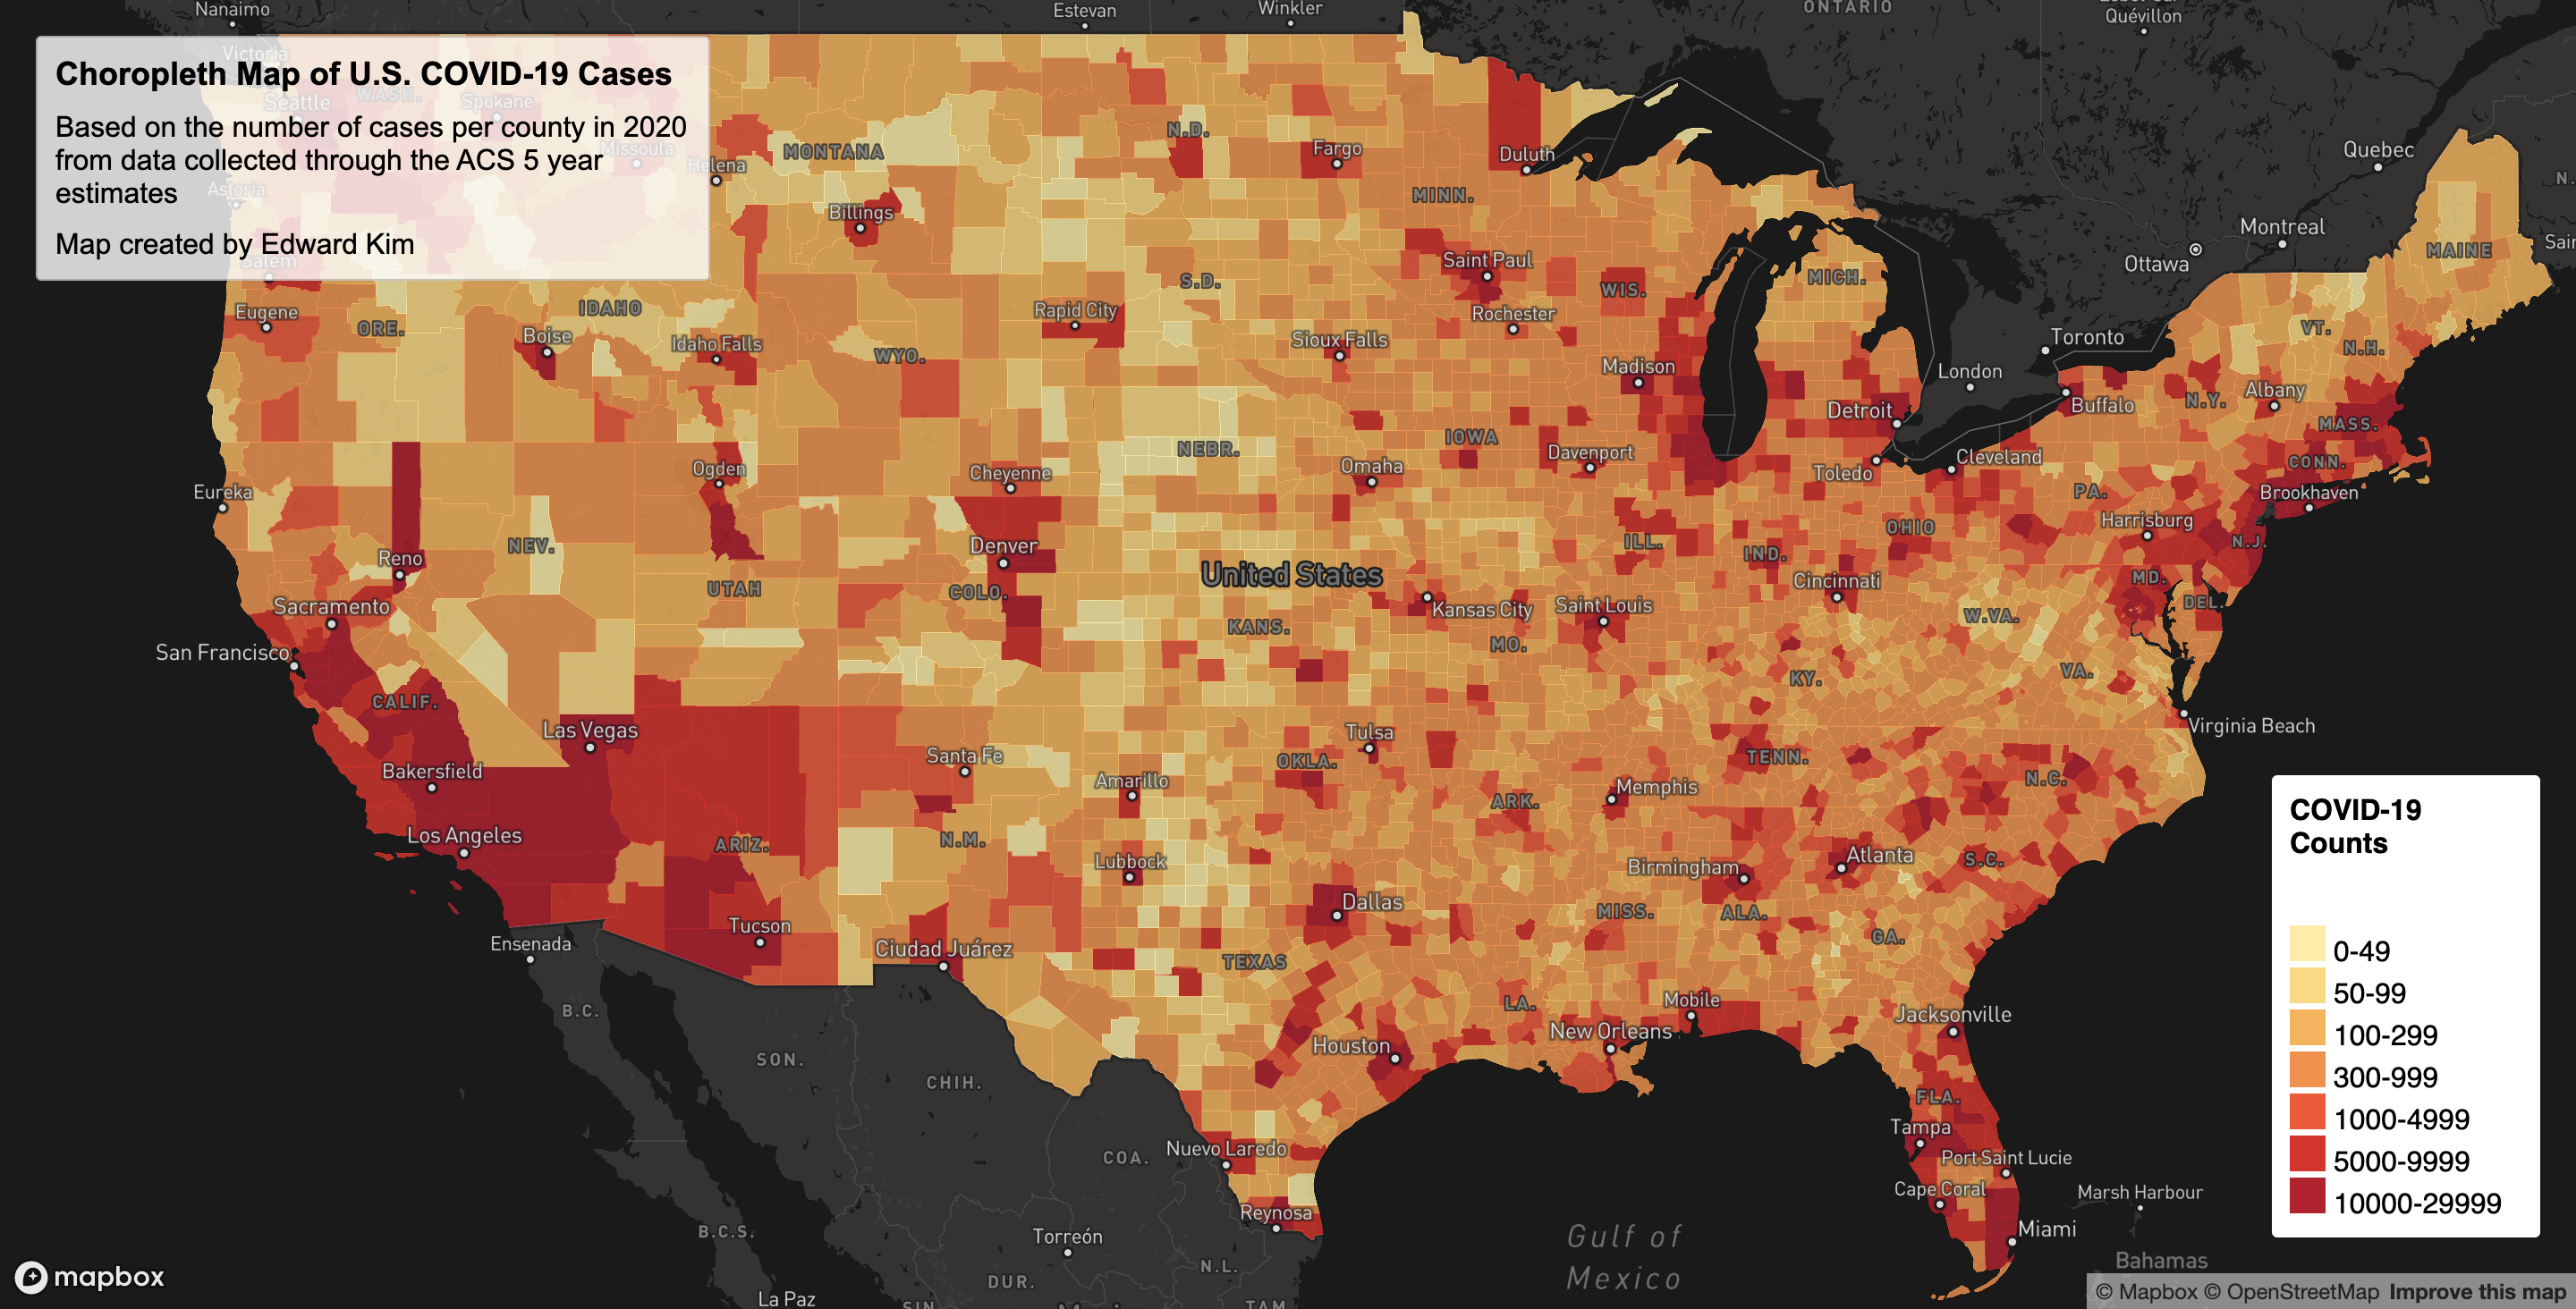 Nanaimo
Estevan
Winkler
ONTARIO
Quévillon
Victoria
Choropleth Map of U.S. COVID-19 Cases
Seattle
WASH.
Spokane
Based on the number of cases per county in 2020
from data collected through the ACS 5 year
estimates
Missoula
Astoria
Map created by Edward Kim
Salem
Helena
MONTANA
N.D.
Fargo
Duluth
Quebec
N.
MINN.
Billings
Montreal
Ottawa
MAINE
Saint Paul
MICH.
IDAHO
S.D.
WIS.
Eugene
ORE.
Rapid City
Rochester
VT.
Boise
Idaho Falls
WYO.
Sioux Falls
Toronto
N.H.
Madison
London
Albany
N.Y.
Detroit
Buffalo
MASS.
NEBR.
IOWA
Ogden
Cheyenne
Omaha
Davenport
Toledo
Cleveland
CONN.
Eureka
PA.
Brookhaven
Harrisburg
OHIO
Reno
NEV.
Denver
ILL.
IND.
N.J.
United States
Cincinnati
MD.
UTAH
COLO.
Sacramento
Kansas City
Saint Louis
DEL.
W.VA.
KANS.
MO.
San Francisco
KY.
VA.
CALIF.
Las Vegas
Tulsa
Virginia Beach
Santa Fe
OKLA.
TENN.
Bakersfield
Amarillo
Memphis
N.C.
ARK.
Los Angeles
ARIZ.
N.M.
Lubbock
Birmingham
Atlanta
S.C.
Dallas
MISS.
ALA.
Tucson
Ensenada
Ciudad Juárez
TEXAS
GA.
B.C.
LA.
Mobile
Jacksonville
New Orleans
Houston
SON.
CHIH.
FLA.
Tampa
Nuevo Laredo
COA.
Port Saint Lucie
Cape Coral
Marsh Harbour
Reynosa
B.C.S.
Torreón
Miami
Gulf of
Mexico
N.L.
DUR.
Bahamas
La Paz
SIN.
TAM.
COVID-19
Counts
0-49
50-99
100-299
300-999
1000-4999
5000-9999
10000-29999
mapbox
© Mapbox © OpenStreetMap Improve this map